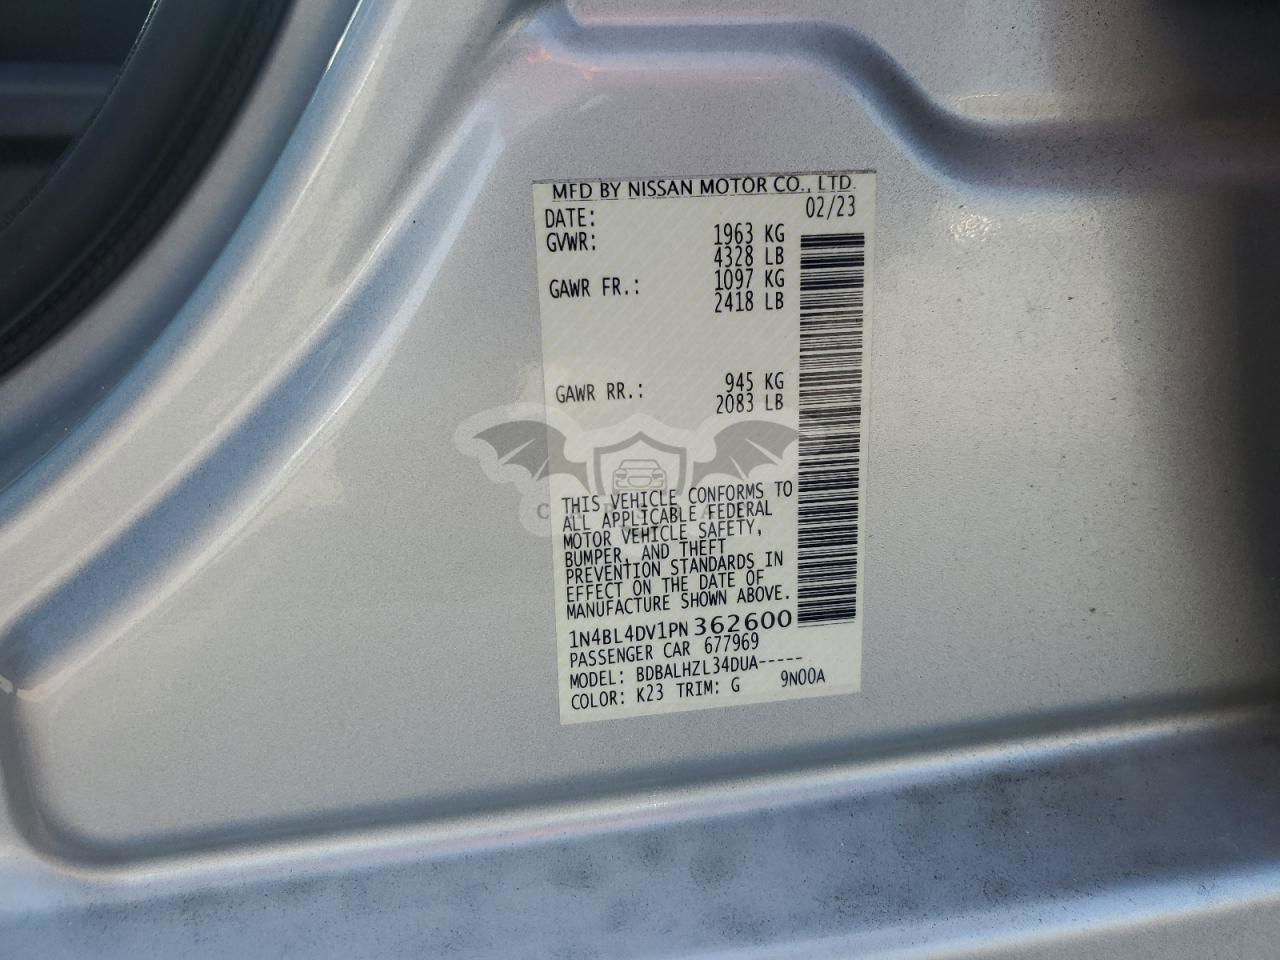 MFD BY NISSAN MOTOR CO., LTD.
DATE: 02/23
GVWR: 1963 KG
4328 LB
GAWR FR.: 1097 KG
2418 LB
GAWR RR.: 945 KG
2083 LB
THIS VEHICLE CONFORMS TO
ALL APPLICABLE FEDERAL
MOTOR VEHICLE SAFETY,
BUMPER, AND THEFT
PREVENTION STANDARDS IN
EFFECT ON THE DATE OF
MANUFACTURE SHOWN ABOVE.
1N4BL4DV1PN 362600
PASSENGER CAR 677969
MODEL: BDBALHZL34DUA-----
COLOR: K23 TRIM: G 9N00A